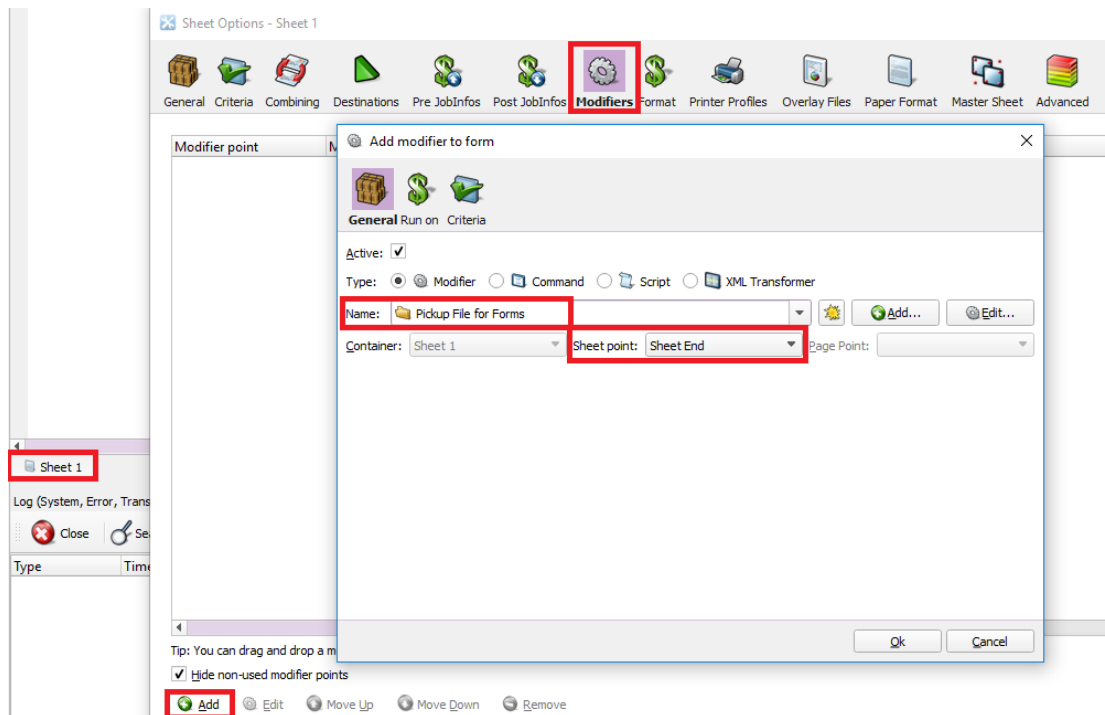 Sheet Options - Sheet 1
General Criteria Combining Destinations Pre JobInfos Post JobInfos Modifiers Format Printer Profiles Overlay Files Paper Format Master Sheet Advanced
Modifier point
Add modifier to form
General Run on Criteria
Active:
Type: Modifier Command Script XML Transformer
Name: Pickup File for Forms Add... Edit...
Container: Sheet 1 Sheet point: Sheet End Page Point:
Sheet 1
Log (System, Error, Trans
Close Sea
Type Time
Ok Cancel
Tip: You can drag and drop a m
Hide non-used modifier points
Add Edit Move Up Move Down Remove